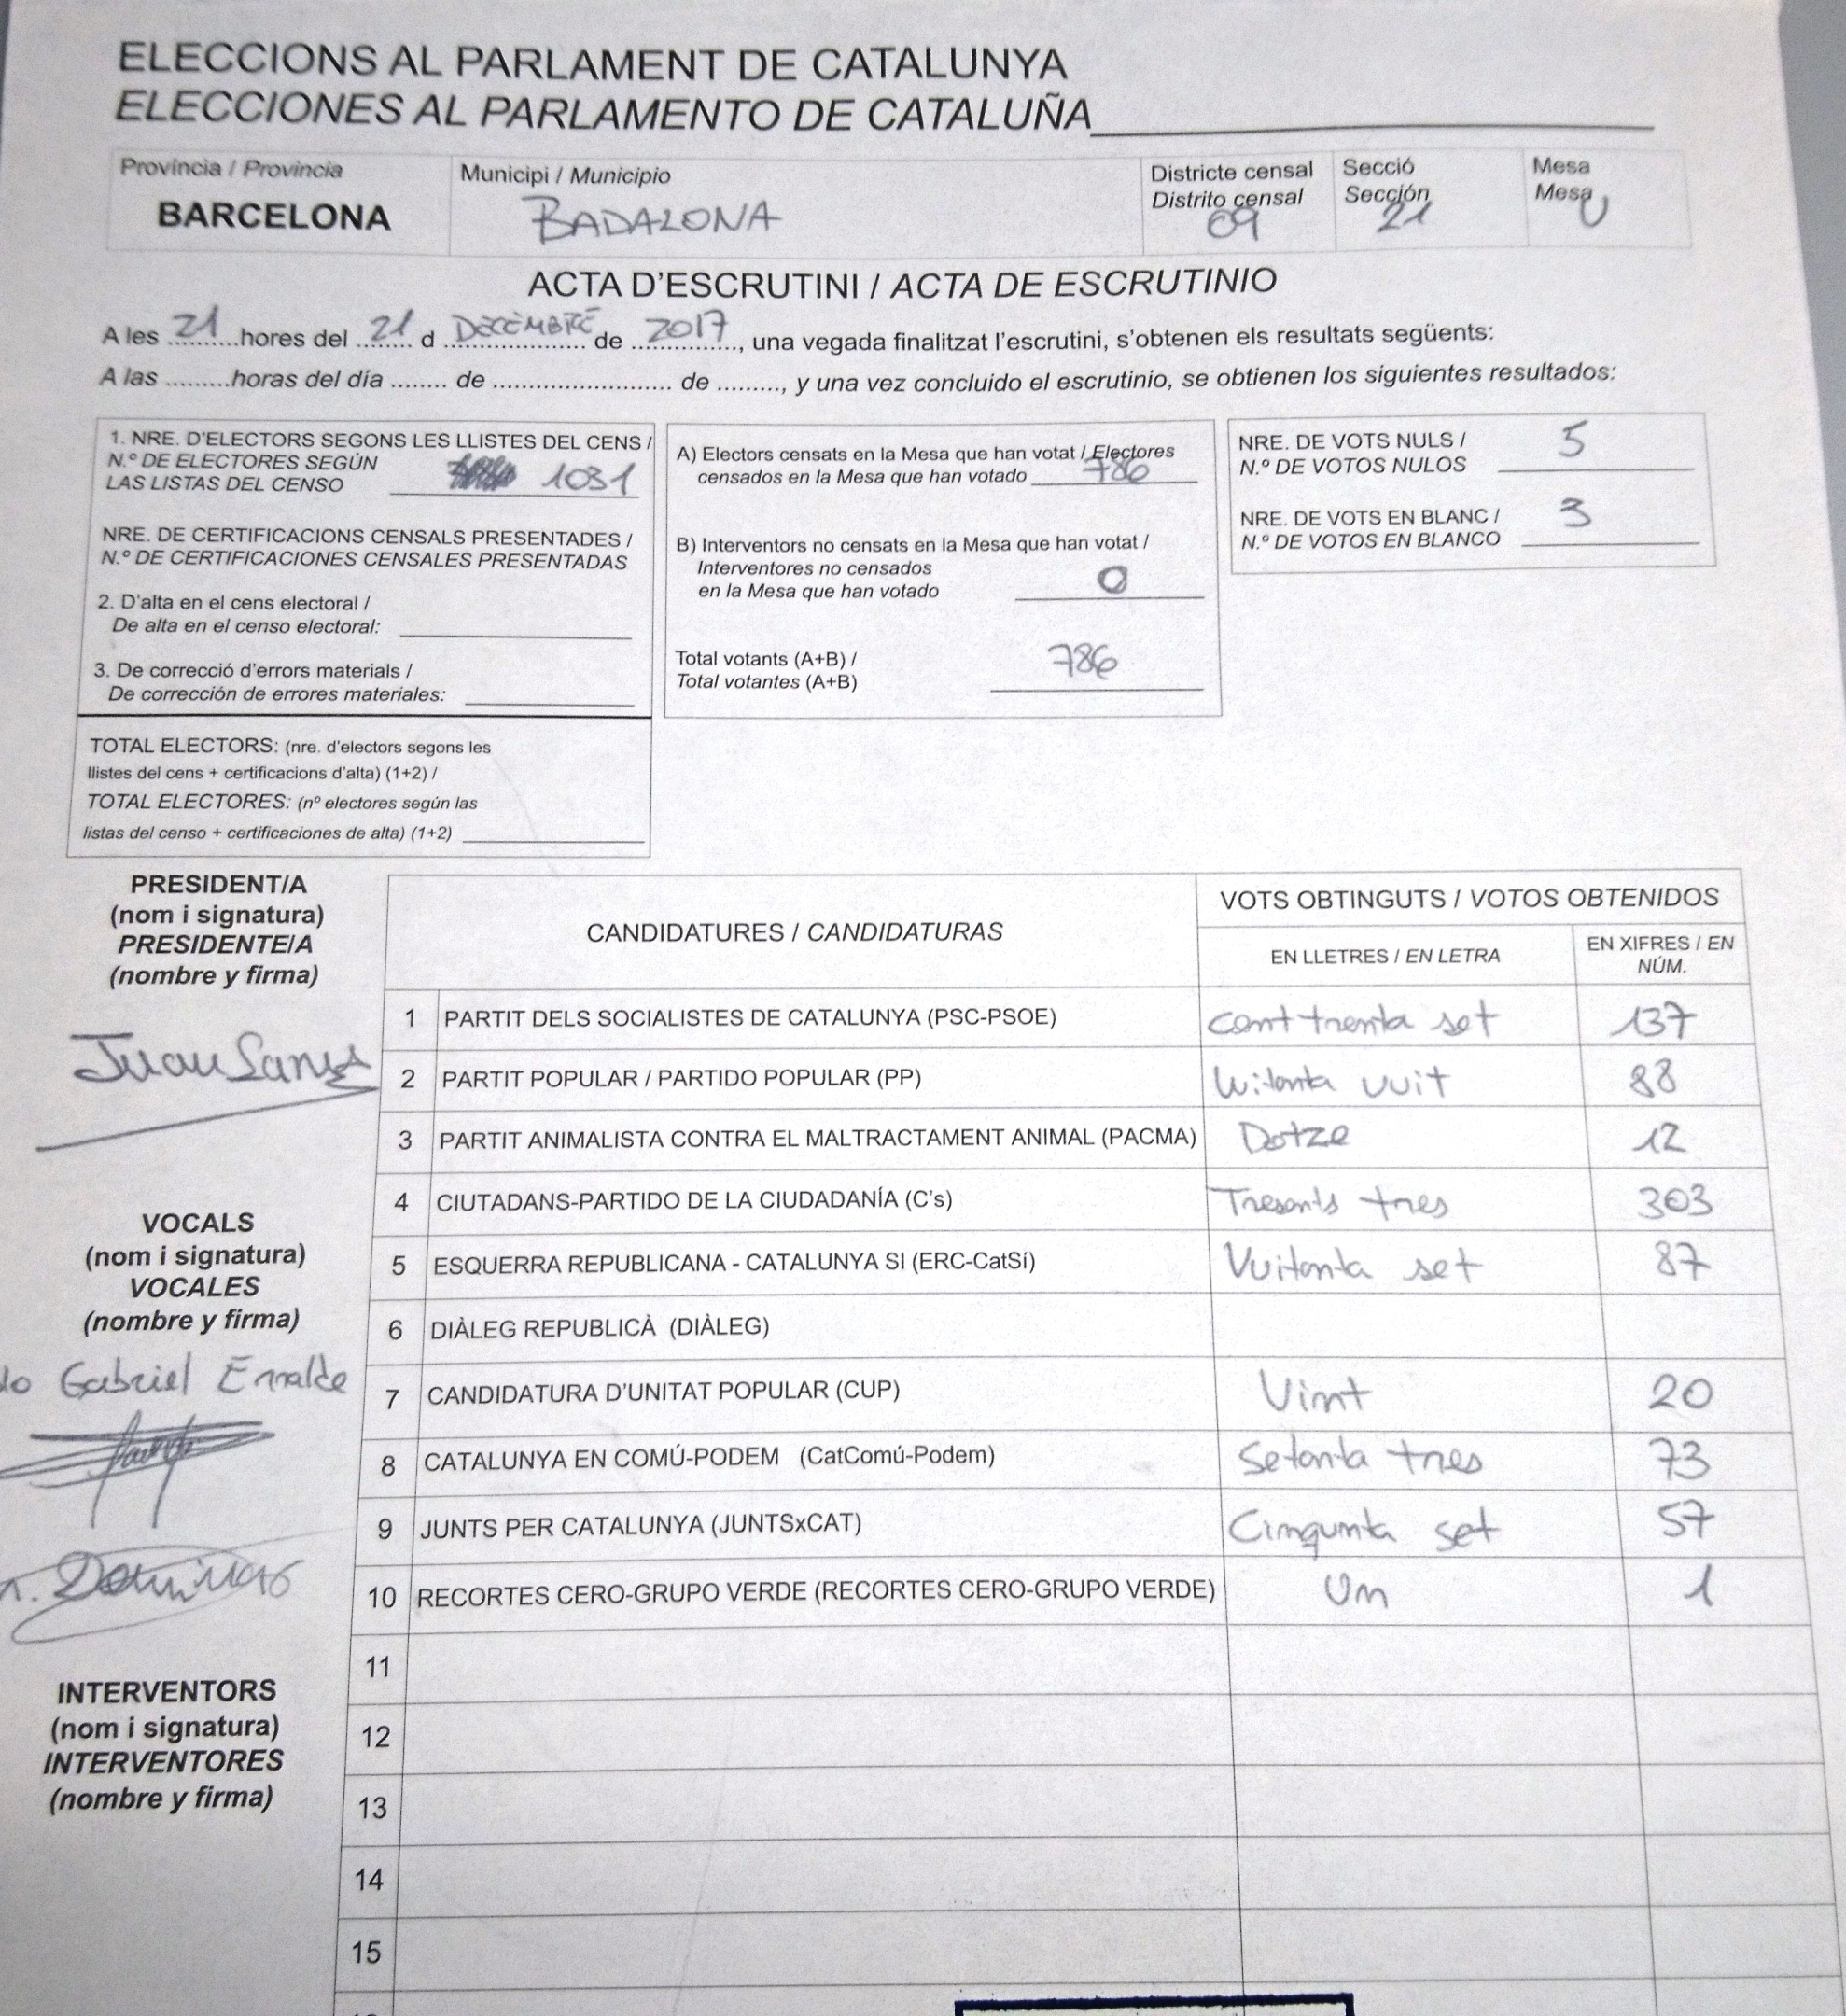 ELECCIONS AL PARLAMENT DE CATALUNYA
ELECCIONES AL PARLAMENTO DE CATALUÑA
Província / Provincia
BARCELONA
Municipi / Municipio
BADALONA
Districte censal
Distrito censal
09
Secció
Sección
21
Mesa
Mesa
U
ACTA D'ESCRUTINI / ACTA DE ESCRUTINIO
A les 21 hores del 21 d DECEMBRE de 2017, una vegada finalitzat l'escrutini, s'obtenen els resultats següents:
A las ......... horas del día ........ de .......................... de ........., y una vez concluido el escrutinio, se obtienen los siguientes resultados:
1. NRE. D'ELECTORS SEGONS LES LLISTES DEL CENS /
N.º DE ELECTORES SEGÚN
LAS LISTAS DEL CENSO 1031
NRE. DE CERTIFICACIONS CENSALS PRESENTADES /
N.º DE CERTIFICACIONES CENSALES PRESENTADAS
2. D'alta en el cens electoral /
De alta en el censo electoral:
3. De correcció d'errors materials /
De corrección de errores materiales:
TOTAL ELECTORS: (nre. d'electors segons les
llistes del cens + certificacions d'alta) (1+2) /
TOTAL ELECTORES: (nº electores según las
listas del censo + certificaciones de alta) (1+2)
A) Electors censats en la Mesa que han votat / Electores
censados en la Mesa que han votado 786
B) Interventors no censats en la Mesa que han votat /
Interventores no censados
en la Mesa que han votado 0
Total votants (A+B) /
Total votantes (A+B) 786
NRE. DE VOTS NULS /
N.º DE VOTOS NULOS 5
NRE. DE VOTS EN BLANC /
N.º DE VOTOS EN BLANCO 3
PRESIDENT/A
(nom i signatura)
PRESIDENTE/A
(nombre y firma)
VOCALS
(nom i signatura)
VOCALES
(nombre y firma)
Gabriel
INTERVENTORS
(nom i signatura)
INTERVENTORES
(nombre y firma)
CANDIDATURES / CANDIDATURAS
VOTS OBTINGUTS / VOTOS OBTENIDOS
EN LLETRES / EN LETRA
EN XIFRES / EN
NÚM.
1 PARTIT DELS SOCIALISTES DE CATALUNYA (PSC-PSOE) cent trenta set 137
2 PARTIT POPULAR / PARTIDO POPULAR (PP) vuitanta vuit 88
3 PARTIT ANIMALISTA CONTRA EL MALTRACTAMENT ANIMAL (PACMA) Dotze 12
4 CIUTADANS-PARTIDO DE LA CIUDADANÍA (C's) Tresents tres 303
5 ESQUERRA REPUBLICANA - CATALUNYA SI (ERC-CatSí) Vuitanta set 87
6 DIÀLEG REPUBLICÀ (DIÀLEG)
7 CANDIDATURA D'UNITAT POPULAR (CUP) Vint 20
8 CATALUNYA EN COMÚ-PODEM (CatComú-Podem) Setanta tres 73
9 JUNTS PER CATALUNYA (JUNTSxCAT) Cinqunta set 57
10 RECORTES CERO-GRUPO VERDE (RECORTES CERO-GRUPO VERDE) Un 1
11
12
13
14
15